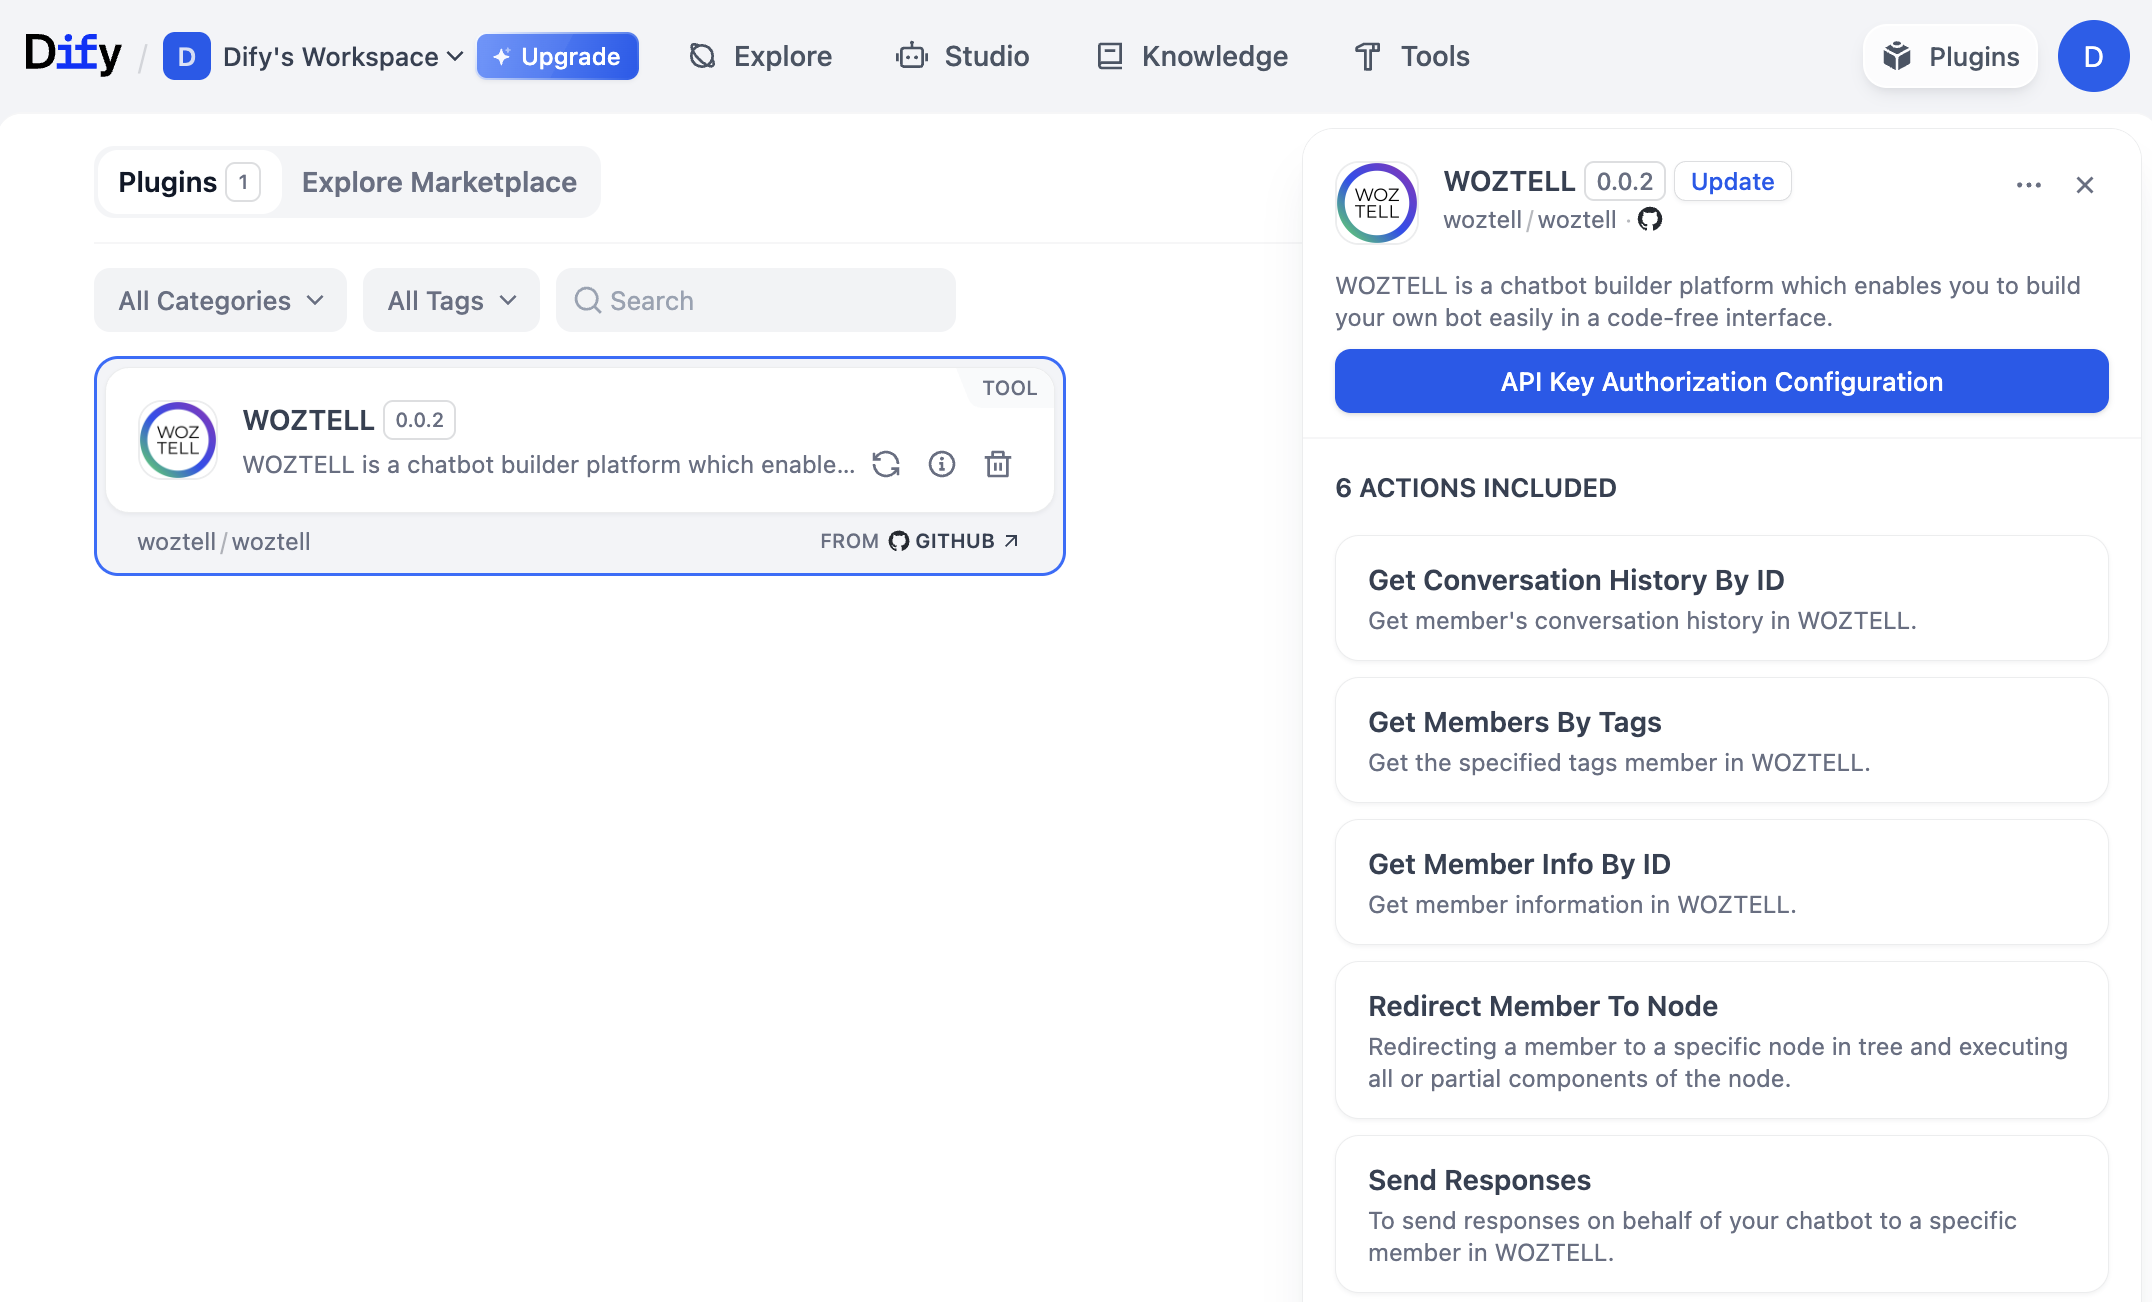 Dify / D Dify's Workspace Upgrade Explore Studio Knowledge Tools Plugins D
Plugins 1 Explore Marketplace
All Categories All Tags Search
TOOL
WOZ
TELL
WOZTELL 0.0.2
WOZTELL is a chatbot builder platform which enable...
woztell / woztell FROM GITHUB
WOZ
TELL
WOZTELL 0.0.2 Update
woztell / woztell ·
WOZTELL is a chatbot builder platform which enables you to build
your own bot easily in a code-free interface.
API Key Authorization Configuration
6 ACTIONS INCLUDED
Get Conversation History By ID
Get member's conversation history in WOZTELL.
Get Members By Tags
Get the specified tags member in WOZTELL.
Get Member Info By ID
Get member information in WOZTELL.
Redirect Member To Node
Redirecting a member to a specific node in tree and executing
all or partial components of the node.
Send Responses
To send responses on behalf of your chatbot to a specific
member in WOZTELL.